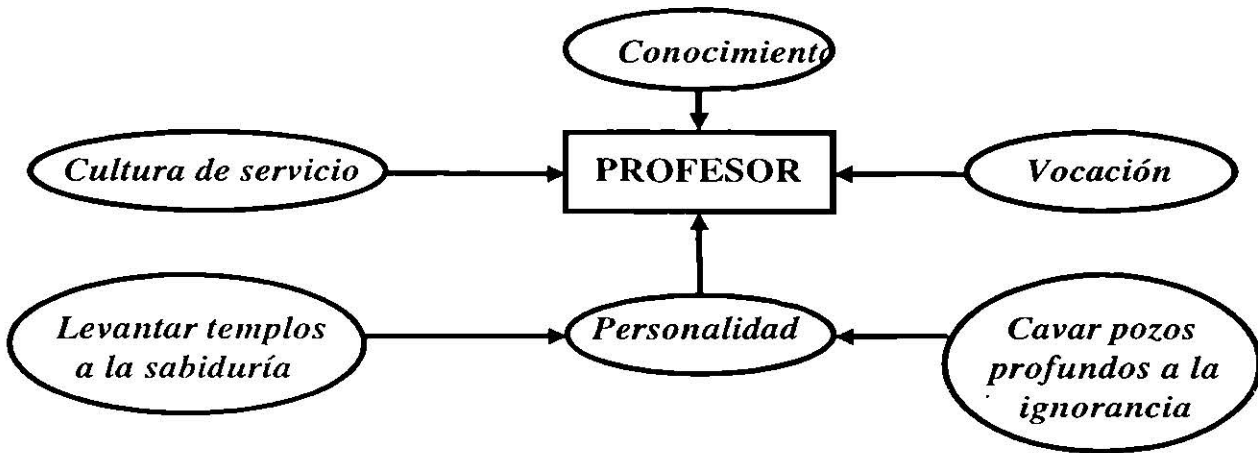 Conocimiento
Cultura de servicio
PROFESOR
Vocación
Levantar templos
a la sabiduría
Personalidad
Cavar pozos
profundos a la
ignorancia